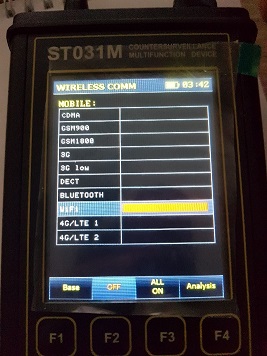 ST031M
COUNTERSURVEILLANCE
MULTIFUNCTION DEVICE
WIRELESS COMM 03:42
MOBILE:
CDMA
GSM900
GSM1800
3G
3G low
DECT
BLUETOOTH
WiFi
4G/LTE 1
4G/LTE 2
Base OFF ALL ON Analysis
F1 F2 F3 F4